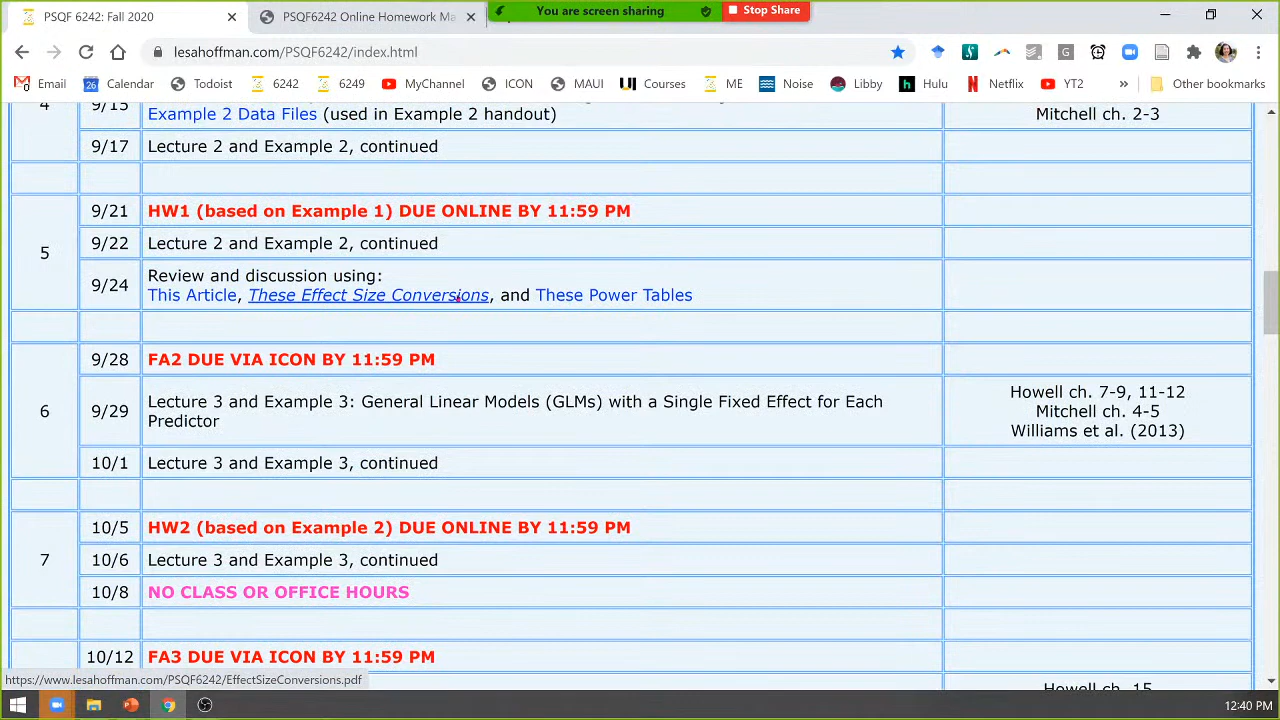 PSQF 6242: Fall 2020
PSQF6242 Online Homework Ma
You are screen sharing
Stop Share
lesahoffman.com/PSQF6242/index.html
Email
26
Calendar
Todoist
6242
6249
MyChannel
ICON
MAUI
Courses
ME
Noise
Libby
Hulu
Netflix
YT2
Other bookmarks
4
9/15
Example 2 Data Files (used in Example 2 handout)
Mitchell ch. 2-3
9/17
Lecture 2 and Example 2, continued
5
9/21
HW1 (based on Example 1) DUE ONLINE BY 11:59 PM
9/22
Lecture 2 and Example 2, continued
9/24
Review and discussion using:
This Article, These Effect Size Conversions, and These Power Tables
6
9/28
FA2 DUE VIA ICON BY 11:59 PM
9/29
Lecture 3 and Example 3: General Linear Models (GLMs) with a Single Fixed Effect for Each
Predictor
Howell ch. 7-9, 11-12
Mitchell ch. 4-5
Williams et al. (2013)
10/1
Lecture 3 and Example 3, continued
7
10/5
HW2 (based on Example 2) DUE ONLINE BY 11:59 PM
10/6
Lecture 3 and Example 3, continued
10/8
NO CLASS OR OFFICE HOURS
10/12
FA3 DUE VIA ICON BY 11:59 PM
Howell ch. 15
https://www.lesahoffman.com/PSQF6242/EffectSizeConversions.pdf
12:40 PM